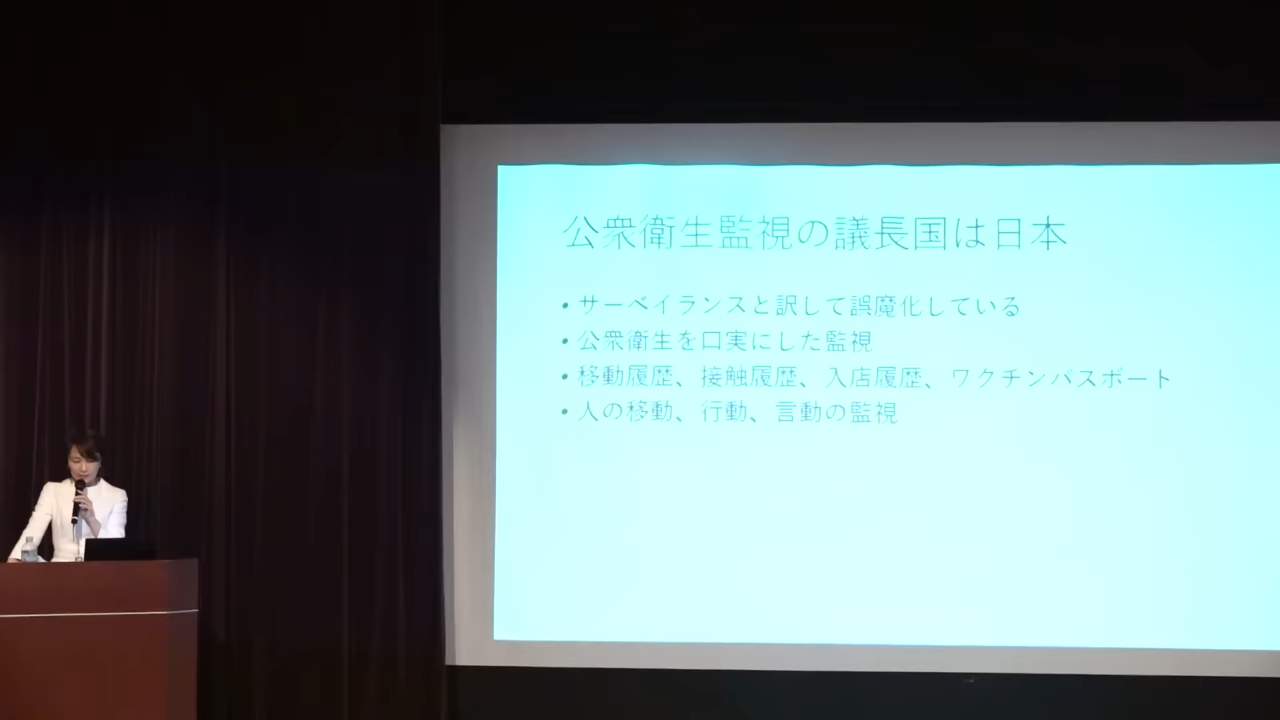 公衆衛生監視の議長国は日本
• サーベイランスと訳して誤魔化している
• 公衆衛生を口実にした監視
• 移動履歴、接触履歴、入店履歴、ワクチンパスポート
• 人の移動、行動、言動の監視